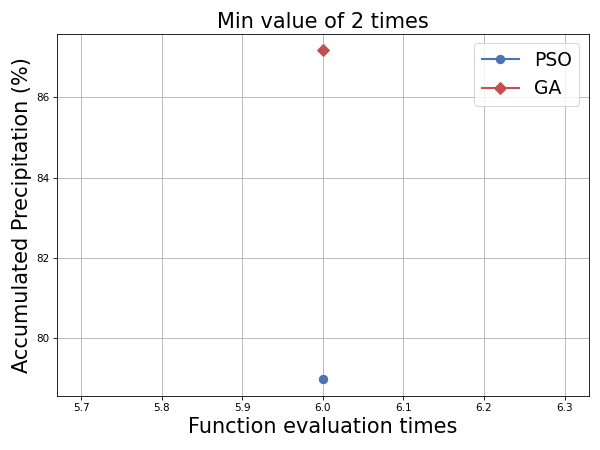 Min value of 2 times
Accumulated Precipitation (%)
86
84
82
80
PSO
GA
5.7 5.8 5.9 6.0 6.1 6.2 6.3
Function evaluation times